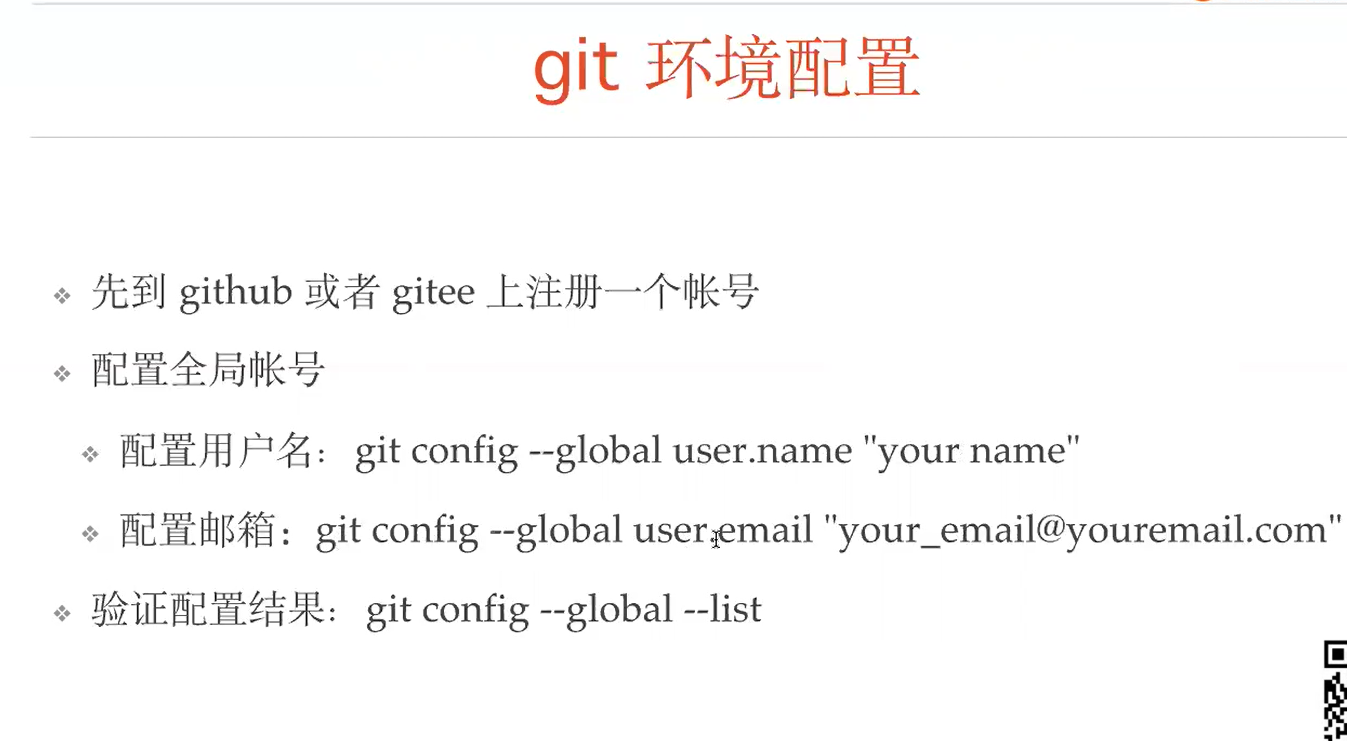 git 环境配置
先到 github 或者 gitee 上注册一个帐号
配置全局帐号
配置用户名：git config --global user.name "your name"
配置邮箱：git config --global user.email "your_email@youremail.com"
验证配置结果：git config --global --list